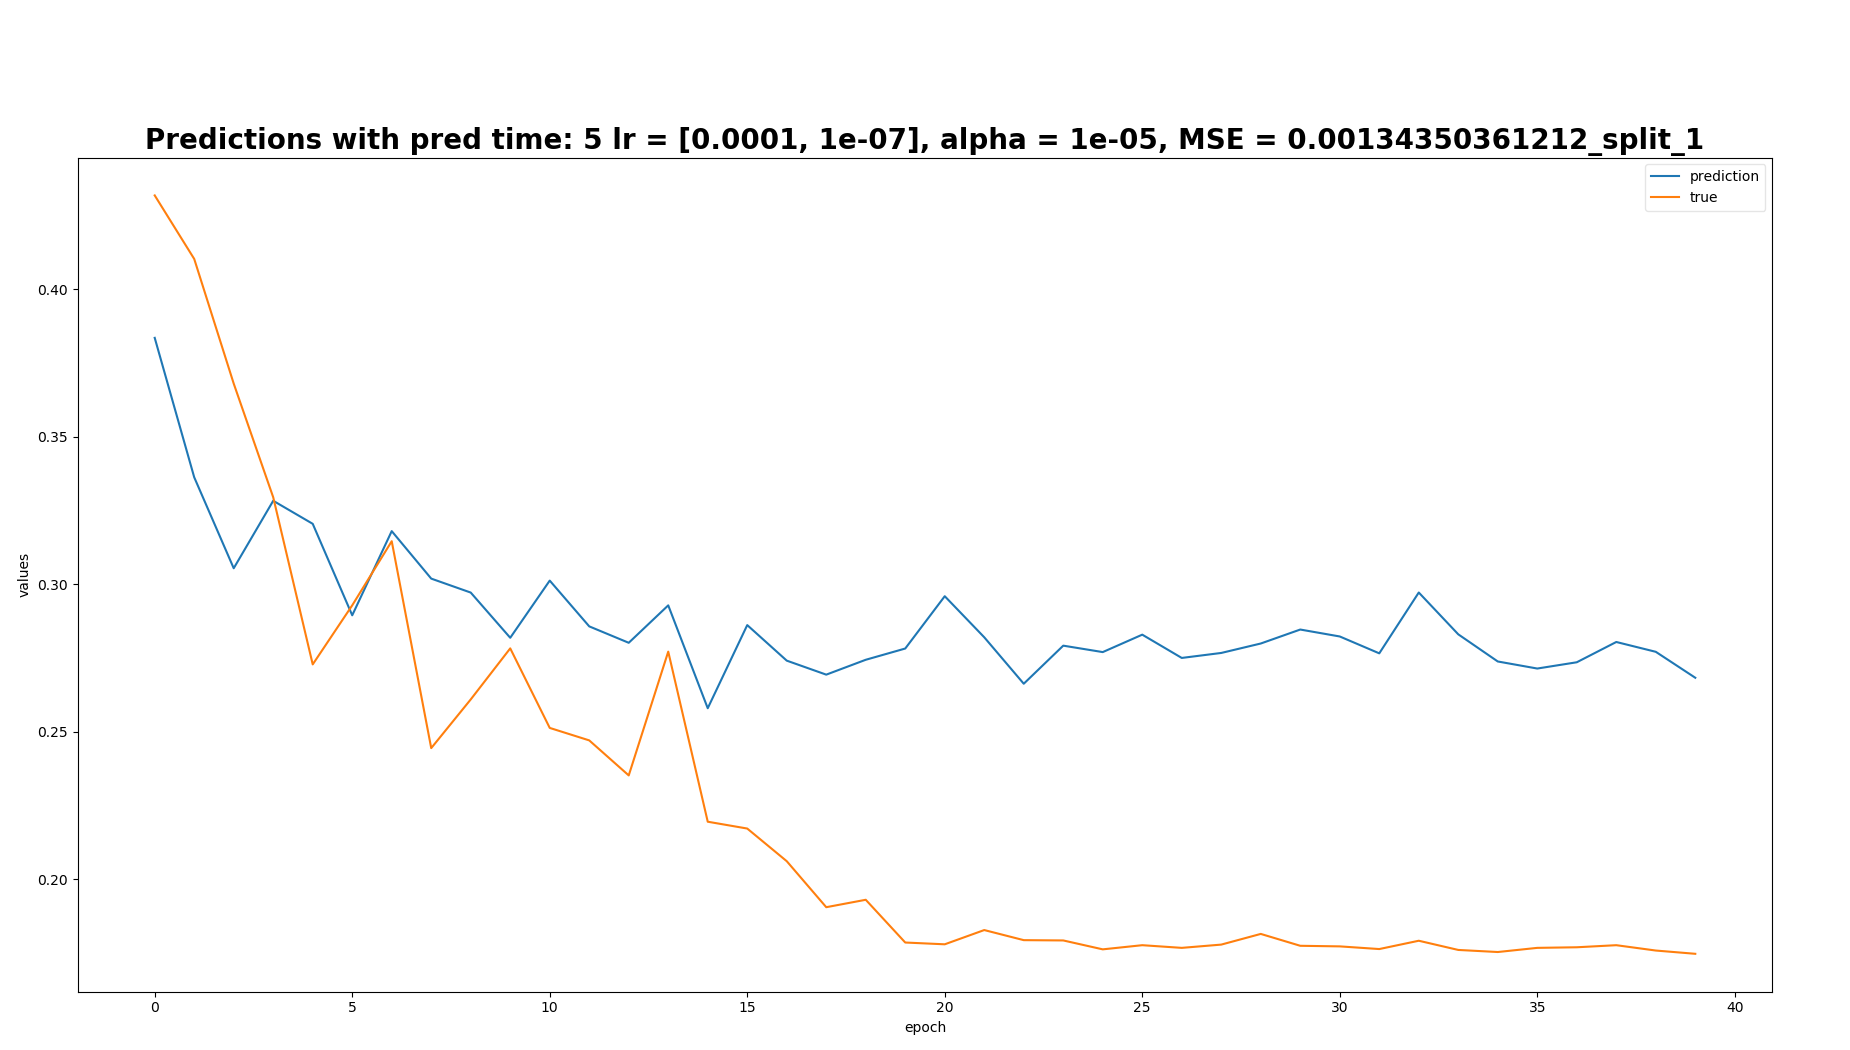 Predictions with pred time: 5 lr = [0.0001, 1e-07], alpha = 1e-05, MSE = 0.00134350361212_split_1
prediction
true
0.40
0.35
0.30
0.25
0.20
values
0 5 10 15 20 25 30 35 40
epoch